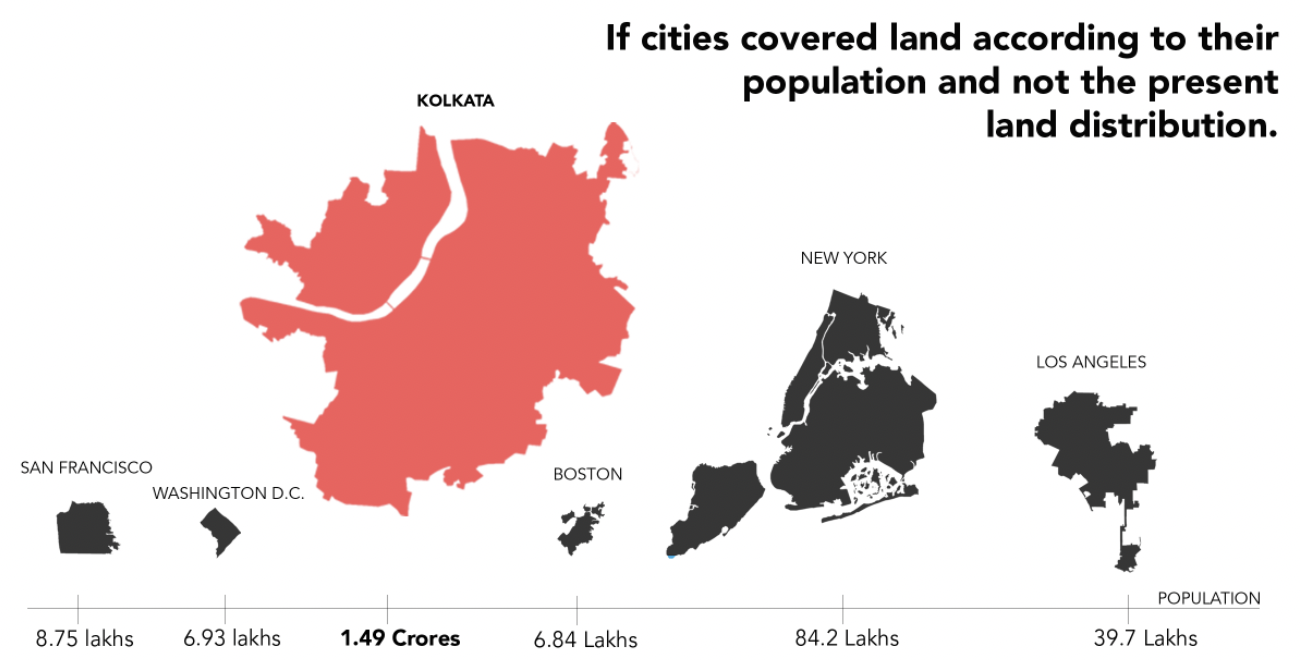 If cities covered land according to their
population and not the present
land distribution.
KOLKATA
NEW YORK
LOS ANGELES
SAN FRANCISCO
WASHINGTON D.C.
BOSTON
POPULATION
8.75 lakhs
6.93 lakhs
1.49 Crores
6.84 Lakhs
84.2 Lakhs
39.7 Lakhs